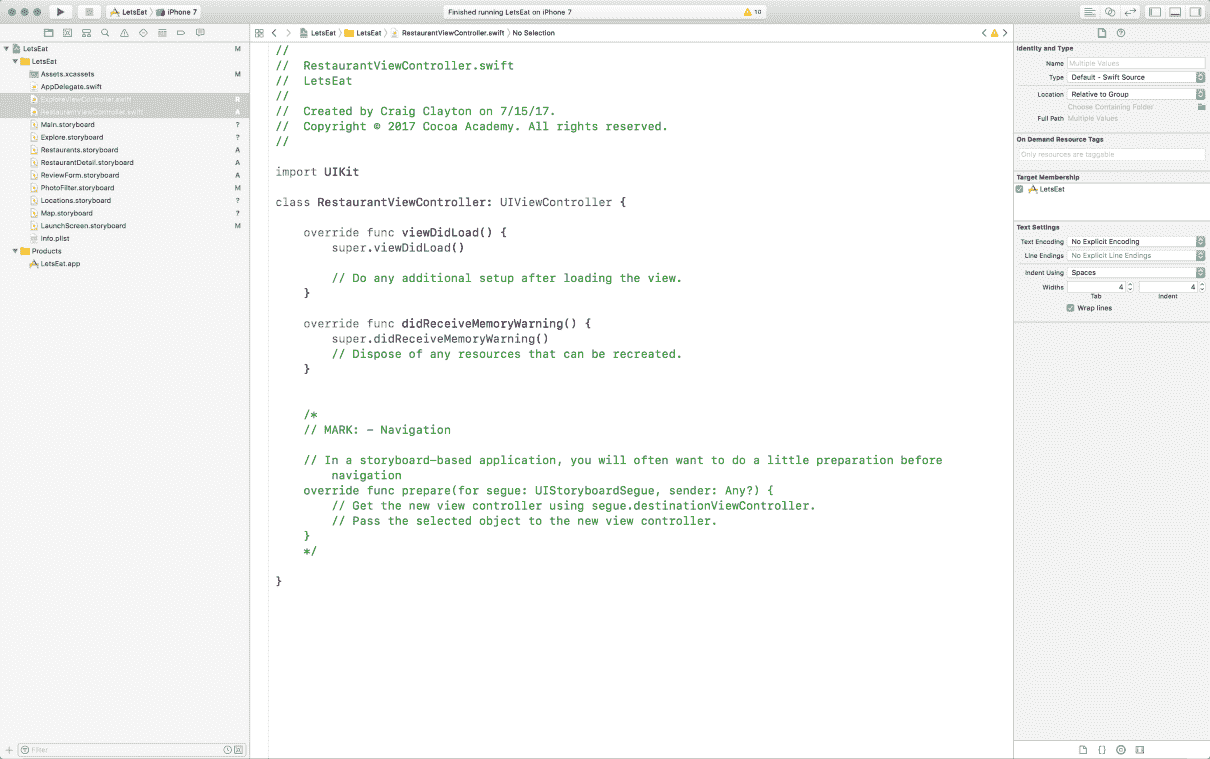 LetsEat 〉 iPhone 7
Finished running LetsEat on iPhone 7
10
LetsEat 〉 LetsEat 〉 RestaurantViewController.swift 〉 No Selection
LetsEat M
LetsEat
Assets.xcassets M
AppDelegate.swift
ExploreViewController.swift R
RestaurantViewController.swift A
Main.storyboard ?
Explore.storyboard ?
Restaurants.storyboard A
RestaurantDetail.storyboard A
ReviewForm.storyboard A
PhotoFilter.storyboard M
Locations.storyboard ?
Map.storyboard ?
LaunchScreen.storyboard M
Info.plist
Products
LetsEat.app
Filter
//
// RestaurantViewController.swift
// LetsEat
//
// Created by Craig Clayton on 7/15/17.
// Copyright © 2017 Cocoa Academy. All rights reserved.
//
import UIKit
class RestaurantViewController: UIViewController {
override func viewDidLoad() {
super.viewDidLoad()
// Do any additional setup after loading the view.
}
override func didReceiveMemoryWarning() {
super.didReceiveMemoryWarning()
// Dispose of any resources that can be recreated.
}
/*
// MARK: - Navigation
// In a storyboard-based application, you will often want to do a little preparation before
navigation
override func prepare(for segue: UIStoryboardSegue, sender: Any?) {
// Get the new view controller using segue.destinationViewController.
// Pass the selected object to the new view controller.
}
*/
}
Identity and Type
Name Multiple Values
Type Default - Swift Source
Location Relative to Group
Choose Containing Folder
Full Path Multiple Values
On Demand Resource Tags
Only resources are taggable
Target Membership
LetsEat
Text Settings
Text Encoding No Explicit Encoding
Line Endings No Explicit Line Endings
Indent Using Spaces
Widths 4 4
Tab Indent
Wrap lines